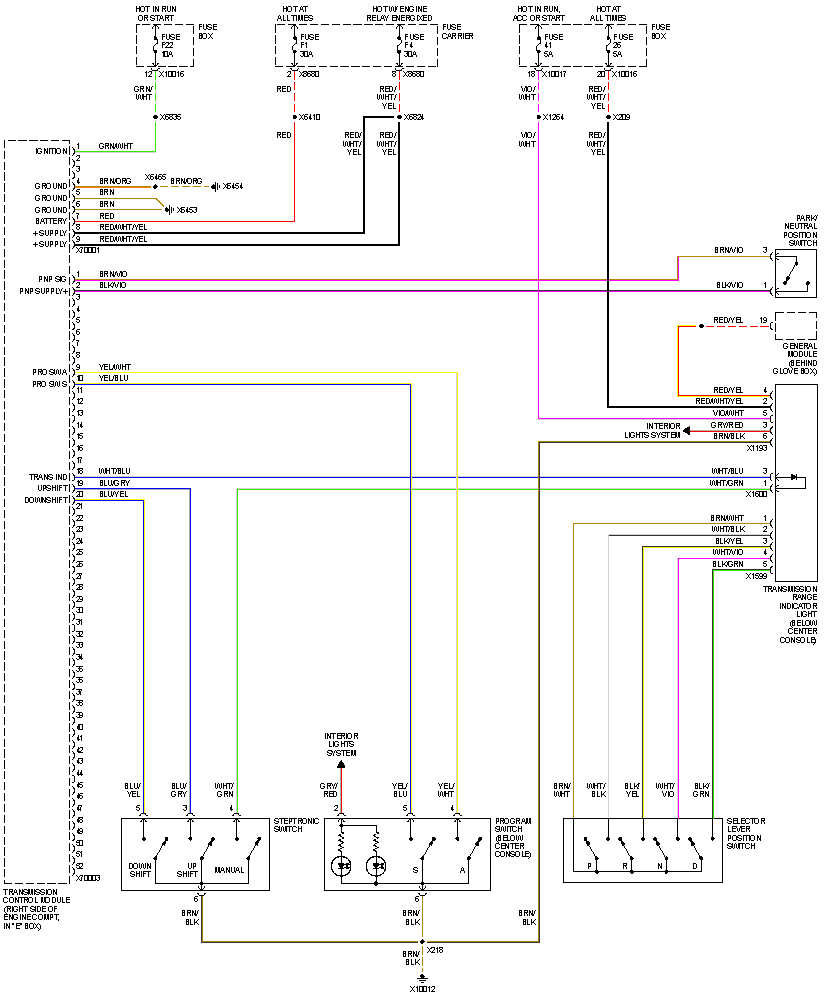 HOT IN RUN
OR START
HOT AT
ALL TIMES
HOT W/ ENGINE
RELAY ENERGIXED
HOT IN RUN,
ACC OR START
HOT AT
ALL TIMES
FUSE
F22
10A
FUSE
BOX
FUSE
F1
30A
FUSE
F4
30A
FUSE
CARRIER
FUSE
41
5A
FUSE
26
5A
FUSE
BOX
12 X10016
2 X8680
8 X8680
18 X10017
20 X10016
GRN/
WHT
RED
RED/
WHT/
YEL
VIO/
WHT
RED/
WHT/
YEL
X6835
X6410
X6824
X1264
X209
RED
RED/
WHT/
YEL
RED/
WHT/
YEL
VIO/
WHT
RED/
WHT/
YEL
IGNITION 1 GRN/WHT
2
3
GROUND 4 BRN/ORG X6465 BRN/ORG X6454
GROUND 5 BRN
GROUND 6 BRN X6453
BATTERY 7 RED
+SUPPLY 8 RED/WHT/YEL
+SUPPLY 9 RED/WHT/YEL
X70001
PNP SIG 1 BRN/VIO
PNP SUPPLY+ 2 BLK/VIO
3
4
5
6
7
8
PRO SW A 9 YEL/WHT
PRO SW S 10 YEL/BLU
11
12
13
14
15
16
17
TRANS IND 18 WHT/BLU
UPSHIFT 19 BLU/GRY
DOWNSHIFT 20 BLU/YEL
21
22
23
24
25
26
27
28
29
30
31
32
33
34
35
36
37
38
39
40
41
42
43
44
45
46
47
48
49
50
51
52
X70003
TRANSMISSION
CONTROL MODULE
(RIGHT SIDE OF
ENGINE COMPT,
IN "E" BOX)
PARK/
NEUTRAL
POSITION
SWITCH
BRN/VIO 3
BLK/VIO 1
RED/YEL 19
GENERAL
MODULE
(BEHIND
GLOVE BOX)
RED/YEL 4
RED/WHT/YEL 2
VIO/WHT 5
INTERIOR
LIGHTS SYSTEM
GRY/RED 3
BRN/BLK 6
X1193
WHT/BLU 3
WHT/GRN 1
X1600
BRN/WHT 1
WHT/BLK 2
BLK/YEL 3
WHT/VIO 4
BLK/GRN 5
X1599
TRANSMISSION
RANGE
INDICATOR
LIGHT
(BELOW
CENTER
CONSOLE)
INTERIOR
LIGHTS
SYSTEM
BLU/
YEL
BLU/
GRY
WHT/
GRN
GRY/
RED
YEL/
BLU
YEL/
WHT
BRN/
WHT
WHT/
BLK
BLK/
YEL
WHT/
VIO
BLK/
GRN
5 3 4
2 5 4
STEPTRONIC
SWITCH
PROGRAM
SWITCH
(BELOW
CENTER
CONSOLE)
SELECTOR
LEVER
POSITION
SWITCH
DOWN
SHIFT
UP
SHIFT
MANUAL
S A
P R N D
6
6
BRN/
BLK
BRN/
BLK
BRN/
BLK
X218
BRN/
BLK
X10012